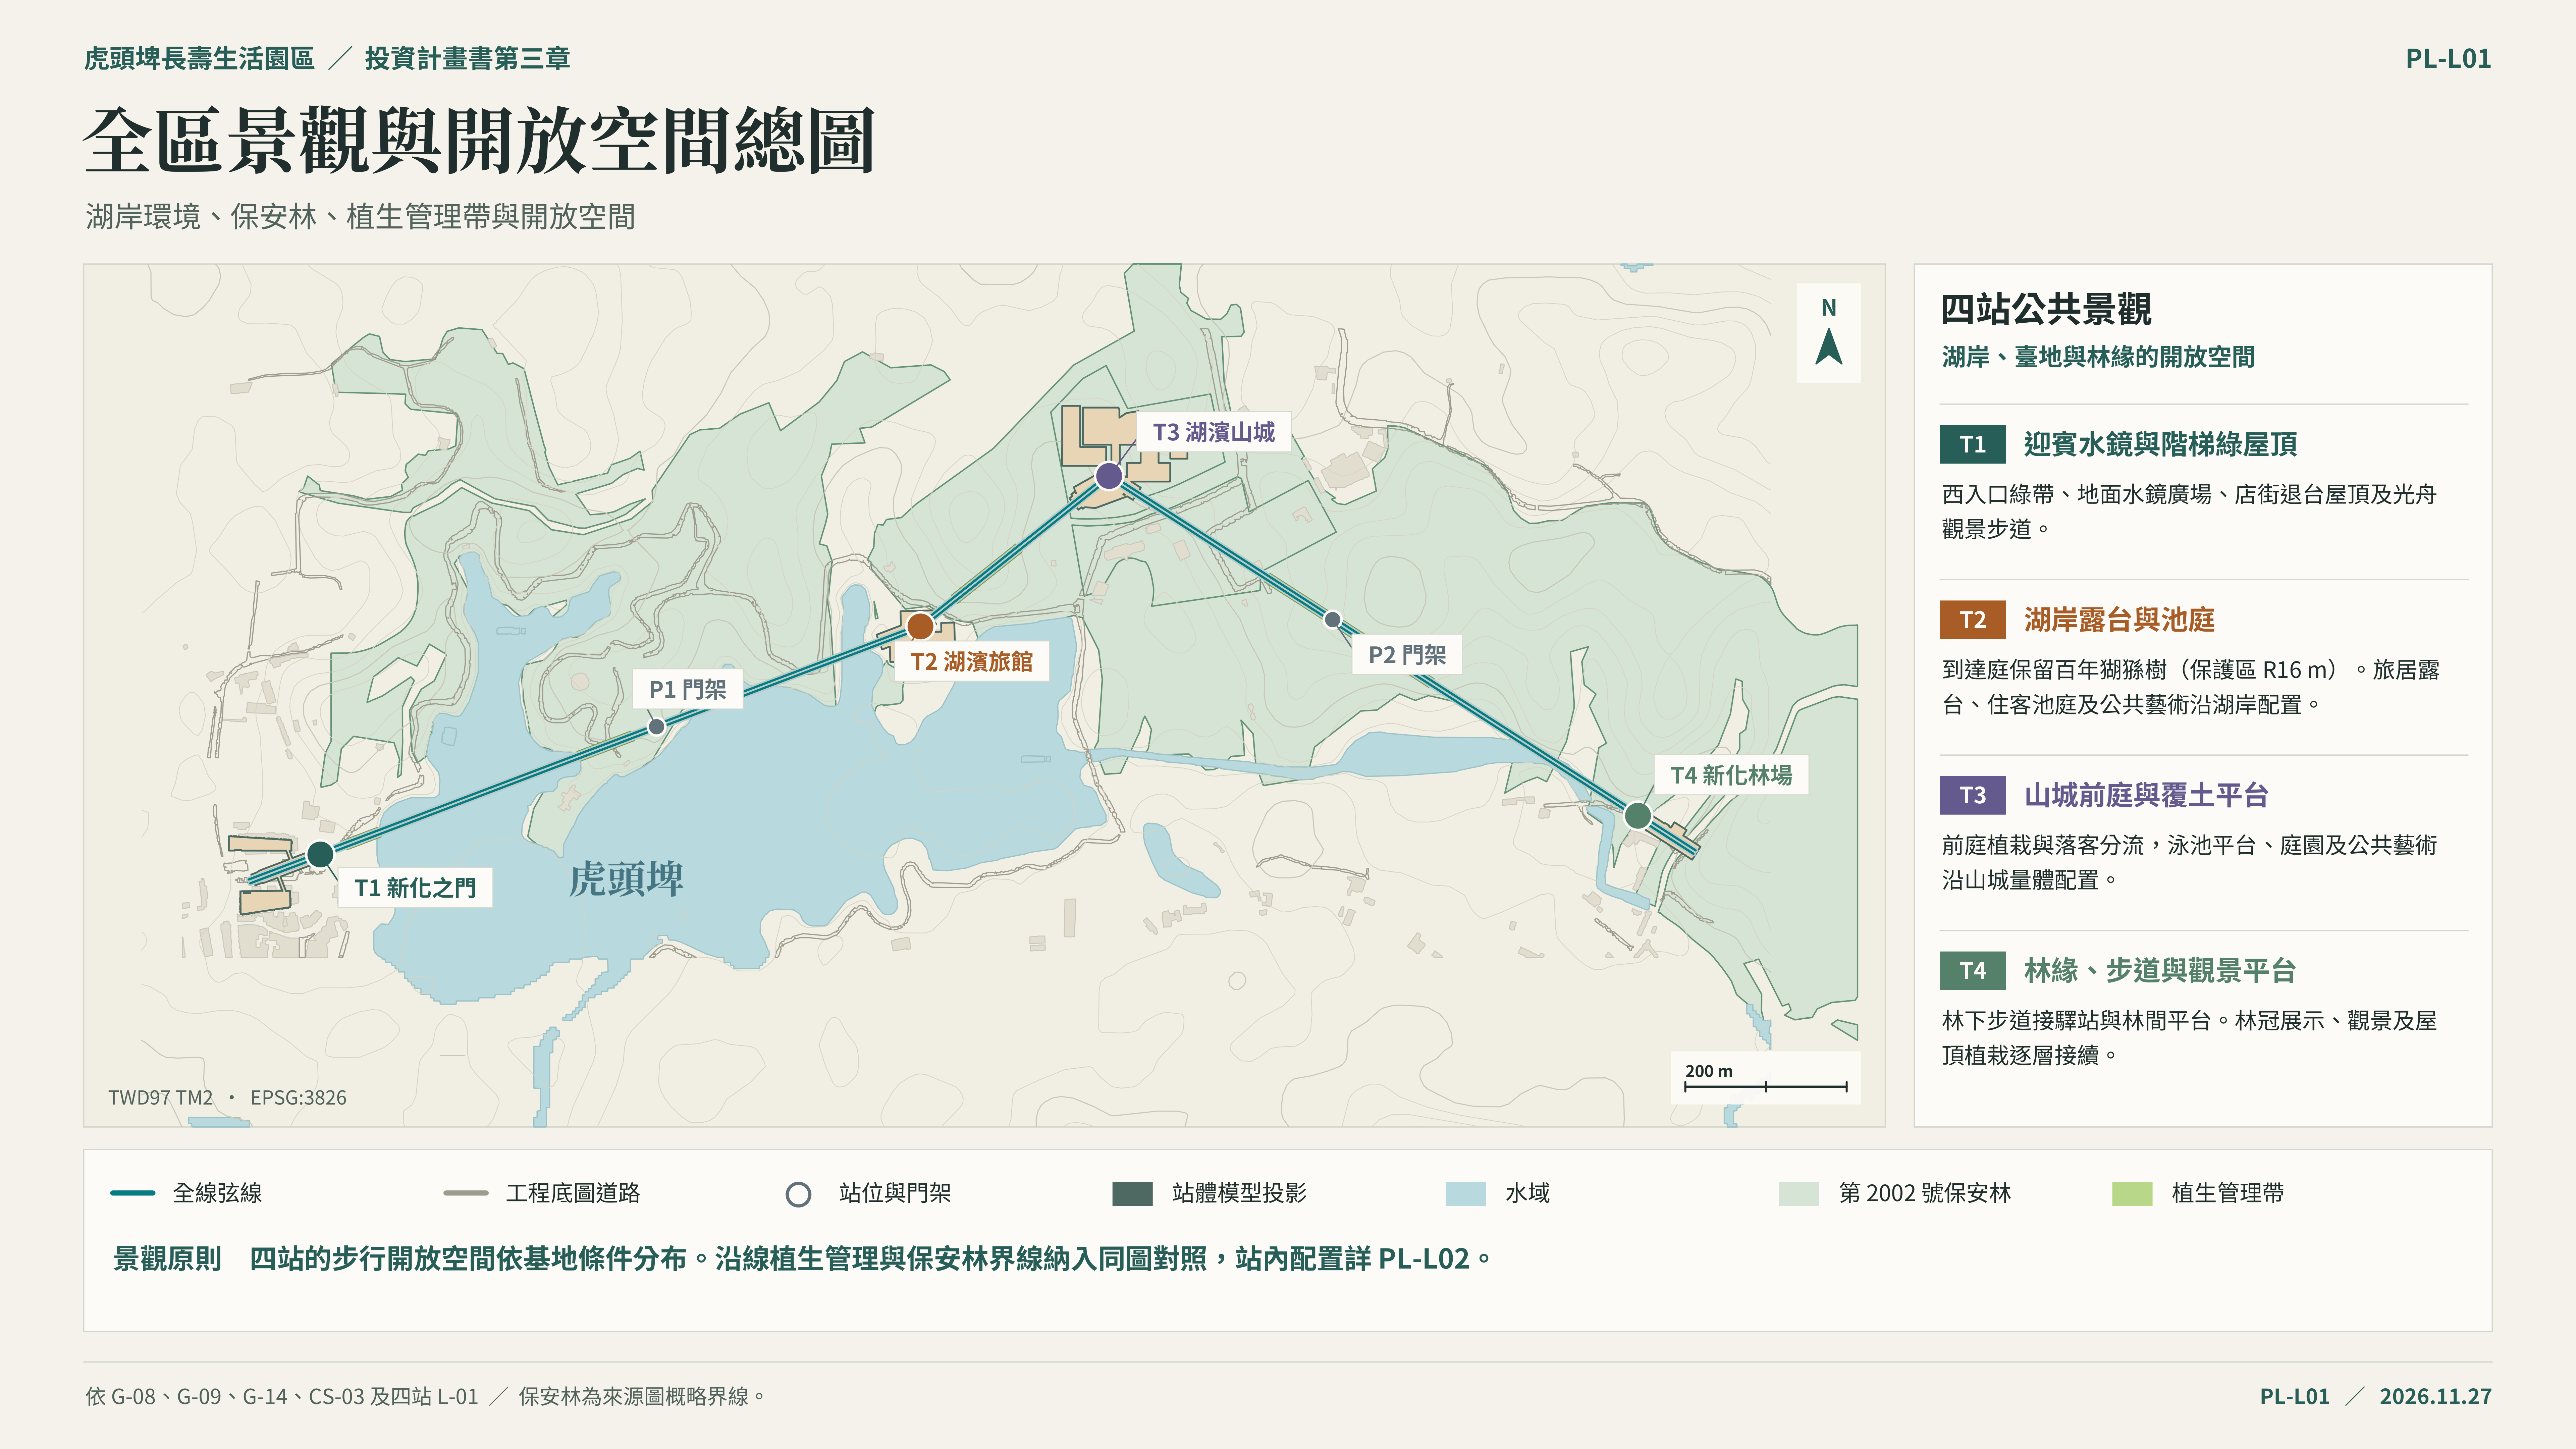 虎頭埤長壽生活園區 ／ 投資計畫書第三章
PL-L01
全區景觀與開放空間總圖
湖岸環境、保安林、植生管理帶與開放空間
N
T3 湖濱山城
T2 湖濱旅館
P2 門架
P1 門架
T4 新化林場
T1 新化之門
虎頭埤
200 m
TWD97 TM2 • EPSG:3826
四站公共景觀
湖岸、臺地與林緣的開放空間
T1 迎賓水鏡與階梯綠屋頂
西入口綠帶、地面水鏡廣場、店街退台屋頂及光舟
觀景步道。
T2 湖岸露台與池庭
到達庭保留百年猢猻樹（保護區 R16 m）。旅居露
台、住客池庭及公共藝術沿湖岸配置。
T3 山城前庭與覆土平台
前庭植栽與落客分流，泳池平台、庭園及公共藝術
沿山城量體配置。
T4 林緣、步道與觀景平台
林下步道接驛站與林間平台。林冠展示、觀景及屋
頂植栽逐層接續。
全線弦線 工程底圖道路 站位與門架 站體模型投影 水域 第 2002 號保安林 植生管理帶
景觀原則 四站的步行開放空間依基地條件分布。沿線植生管理與保安林界線納入同圖對照，站內配置詳 PL-L02。
依 G-08、G-09、G-14、CS-03 及四站 L-01 ／ 保安林為來源圖概略界線。
PL-L01 ／ 2026.11.27